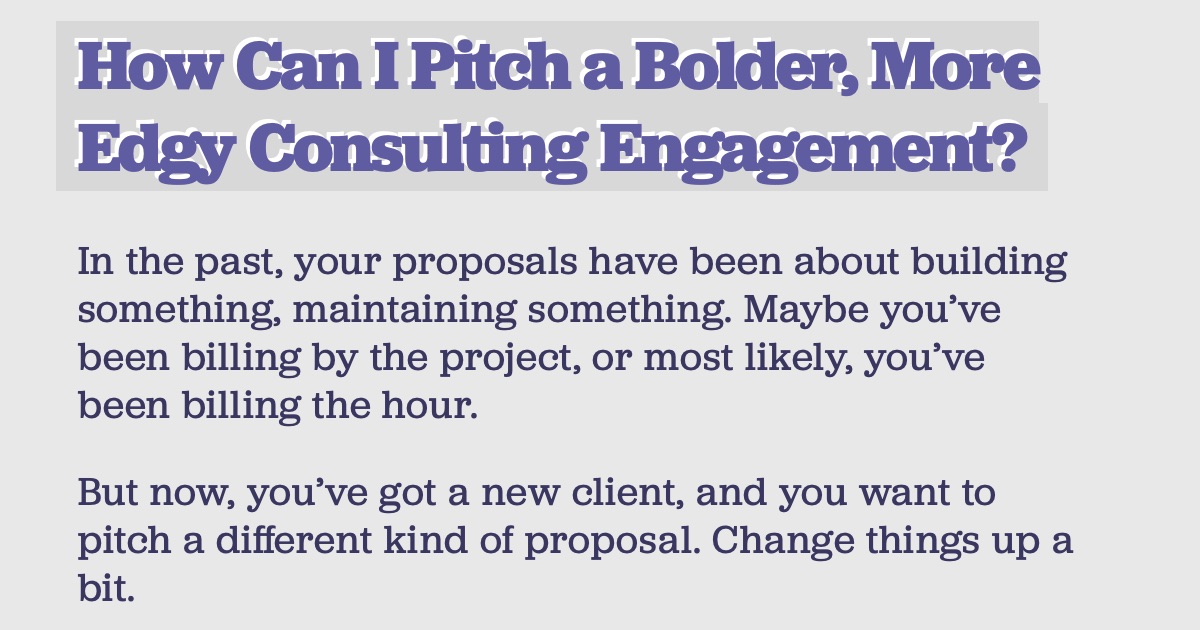 How Can I Pitch a Bolder, More
Edgy Consulting Engagement?
In the past, your proposals have been about building
something, maintaining something. Maybe you’ve
been billing by the project, or most likely, you’ve
been billing the hour.
But now, you’ve got a new client, and you want to
pitch a different kind of proposal. Change things up a
bit.